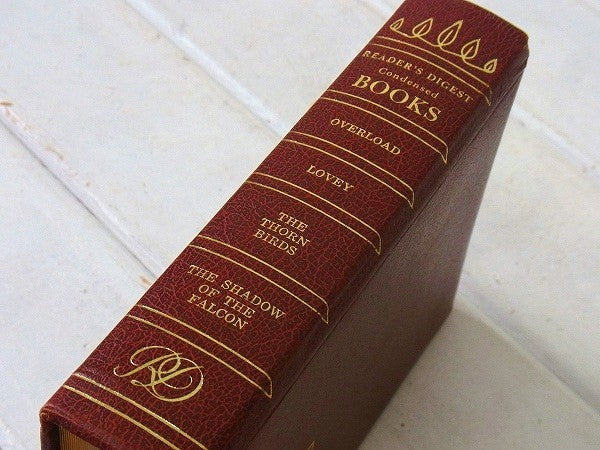 READER'S DIGEST
Condensed
BOOKS
OVERLOAD
LOVEY
THE
THORN
BIRDS
THE SHADOW
OF THE
FALCON
RD